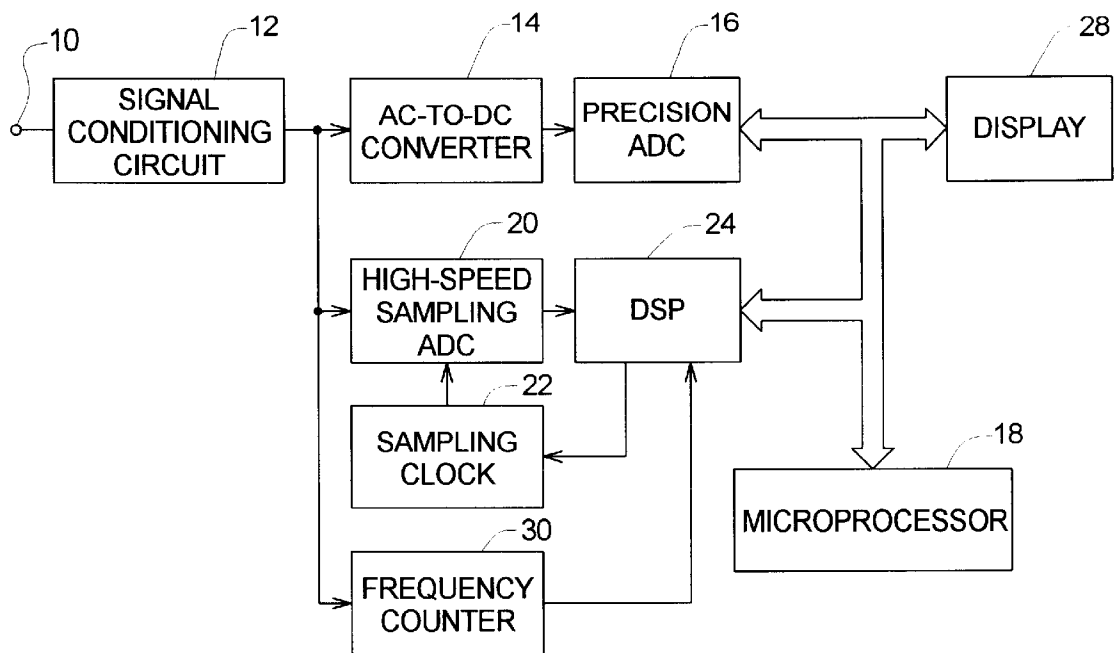 10
12
14
16
28
SIGNAL
CONDITIONING
CIRCUIT
AC-TO-DC
CONVERTER
PRECISION
ADC
DISPLAY
20
24
HIGH-SPEED
SAMPLING
ADC
DSP
22
SAMPLING
CLOCK
18
MICROPROCESSOR
30
FREQUENCY
COUNTER